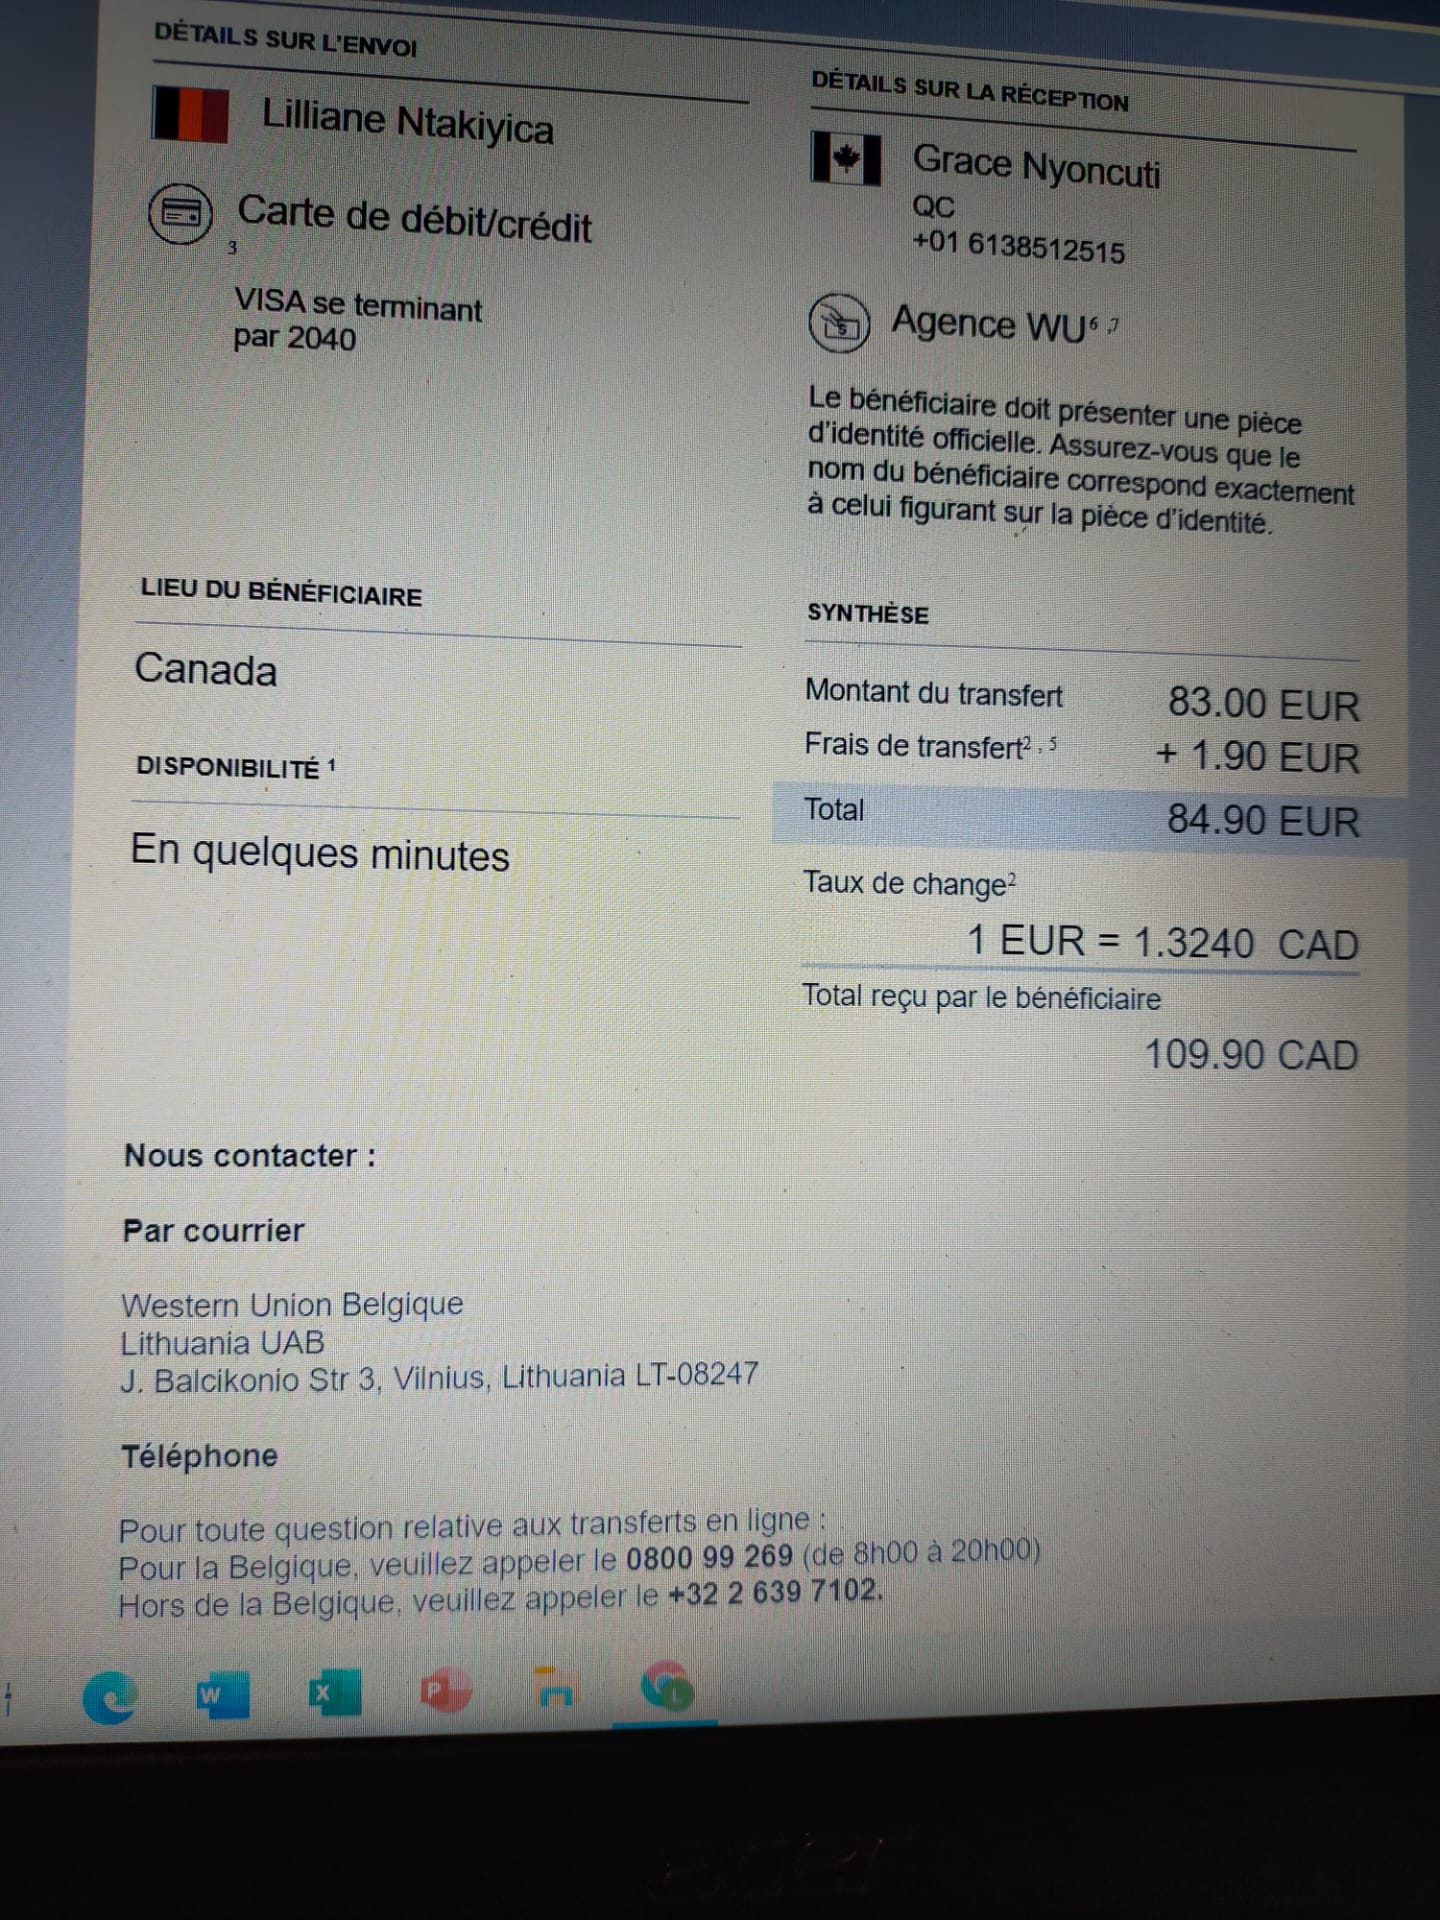 DÉTAILS SUR L'ENVOI
Lilliane Ntakiyica
Carte de débit/crédit
3
VISA se terminant
par 2040
DÉTAILS SUR LA RÉCEPTION
Grace Nyoncuti
QC
+01 6138512515
Agence WU6 ,7
Le bénéficiaire doit présenter une pièce
d'identité officielle. Assurez-vous que le
nom du bénéficiaire correspond exactement
à celui figurant sur la pièce d'identité.
LIEU DU BÉNÉFICIAIRE
Canada
DISPONIBILITÉ 1
En quelques minutes
SYNTHÈSE
Montant du transfert 83.00 EUR
Frais de transfert2 , 5 + 1.90 EUR
Total 84.90 EUR
Taux de change2
1 EUR = 1.3240 CAD
Total reçu par le bénéficiaire
109.90 CAD
Nous contacter :
Par courrier
Western Union Belgique
Lithuania UAB
J. Balcikonio Str 3, Vilnius, Lithuania LT-08247
Téléphone
Pour toute question relative aux transferts en ligne :
Pour la Belgique, veuillez appeler le 0800 99 269 (de 8h00 à 20h00)
Hors de la Belgique, veuillez appeler le +32 2 639 7102.
W X P L
acer